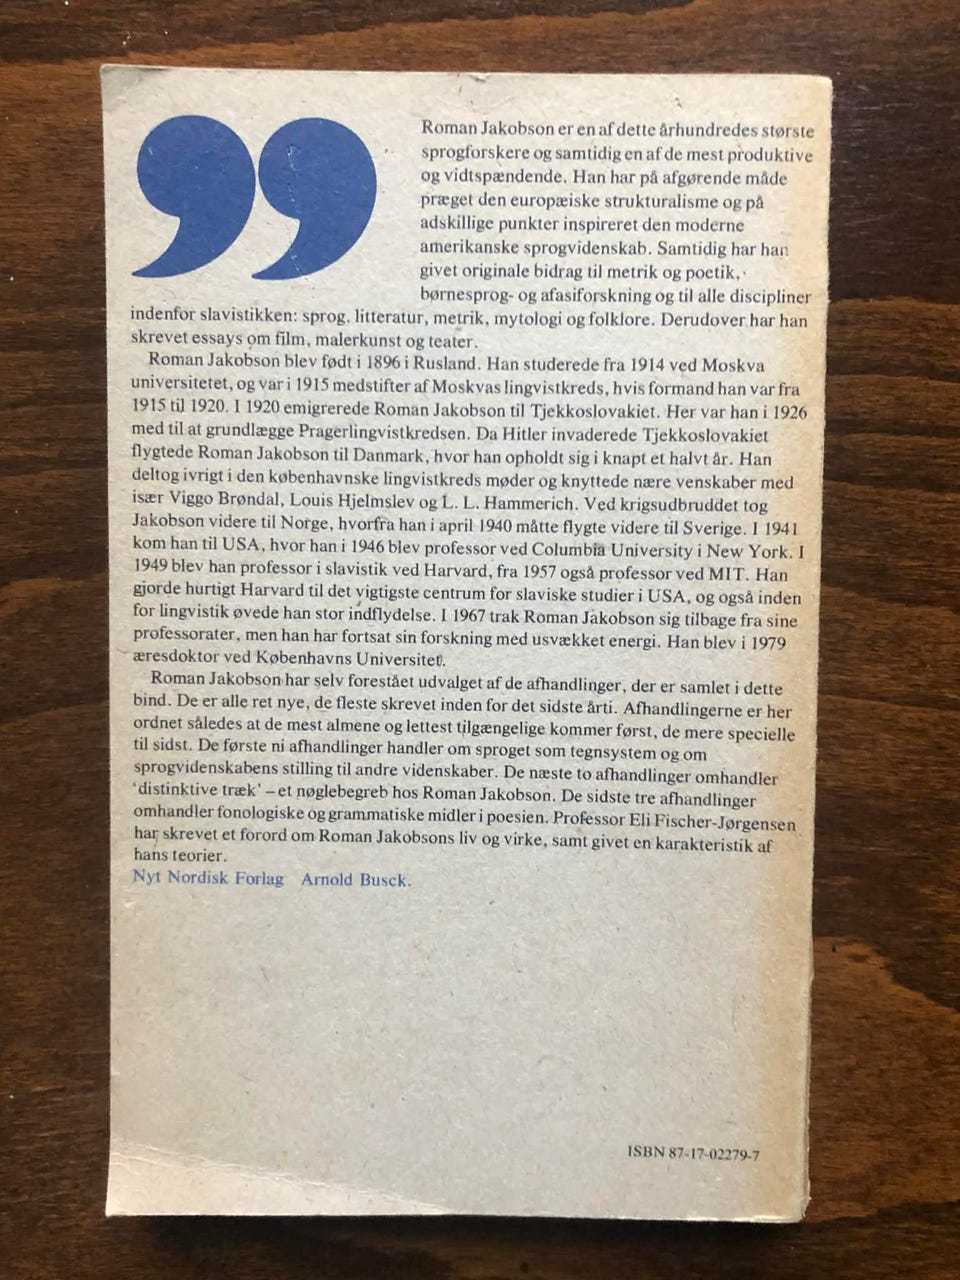 Roman Jakobson er en af dette århundredes største
sprogforskere og samtidig en af de mest produktive
og vidtspændende. Han har på afgørende måde
præget den europæiske strukturalisme og på
adskillige punkter inspireret den moderne
amerikanske sprogvidenskab. Samtidig har han
givet originale bidrag til metrik og poetik,
børnesprog- og afasiforskning og til alle discipliner
indenfor slavistikken: sprog, litteratur, metrik, mytologi og folklore. Derudover har han
skrevet essays om film, malerkunst og teater.
Roman Jakobson blev født i 1896 i Rusland. Han studerede fra 1914 ved Moskva
universitetet, og var i 1915 medstifter af Moskvas lingvistkreds, hvis formand han var fra
1915 til 1920. I 1920 emigrerede Roman Jakobson til Tjekkoslovakiet. Her var han i 1926
med til at grundlægge Pragerlingvistkredsen. Da Hitler invaderede Tjekkoslovakiet
flygtede Roman Jakobson til Danmark, hvor han opholdt sig i knapt et halvt år. Han
deltog ivrigt i den københavnske lingvistkreds møder og knyttede nære venskaber med
især Viggo Brøndal, Louis Hjelmslev og L. L. Hammerich. Ved krigsudbruddet tog
Jakobson videre til Norge, hvorfra han i april 1940 måtte flygte videre til Sverige. I 1941
kom han til USA, hvor han i 1946 blev professor ved Columbia University i New York. I
1949 blev han professor i slavistik ved Harvard, fra 1957 også professor ved MIT. Han
gjorde hurtigt Harvard til det vigtigste centrum for slaviske studier i USA, og også inden
for lingvistik øvede han stor indflydelse. I 1967 trak Roman Jakobson sig tilbage fra sine
professorater, men han har fortsat sin forskning med usvækket energi. Han blev i 1979
æresdoktor ved Københavns Universitet.
Roman Jakobson har selv forestået udvalget af de afhandlinger, der er samlet i dette
bind. De er alle ret nye, de fleste skrevet inden for det sidste årti. Afhandlingerne er her
ordnet således at de mest almene og lettest tilgængelige kommer først, de mere specielle
til sidst. De første ni afhandlinger handler om sproget som tegnsystem og om
sprogvidenskabens stilling til andre videnskaber. De næste to afhandlinger omhandler
'distinktive træk' – et nøglebegreb hos Roman Jakobson. De sidste tre afhandlinger
omhandler fonologiske og grammatiske midler i poesien. Professor Eli Fischer-Jørgensen
har skrevet et forord om Roman Jakobsons liv og virke, samt givet en karakteristik af
hans teorier.
Nyt Nordisk Forlag Arnold Busck.
ISBN 87-17-02279-7